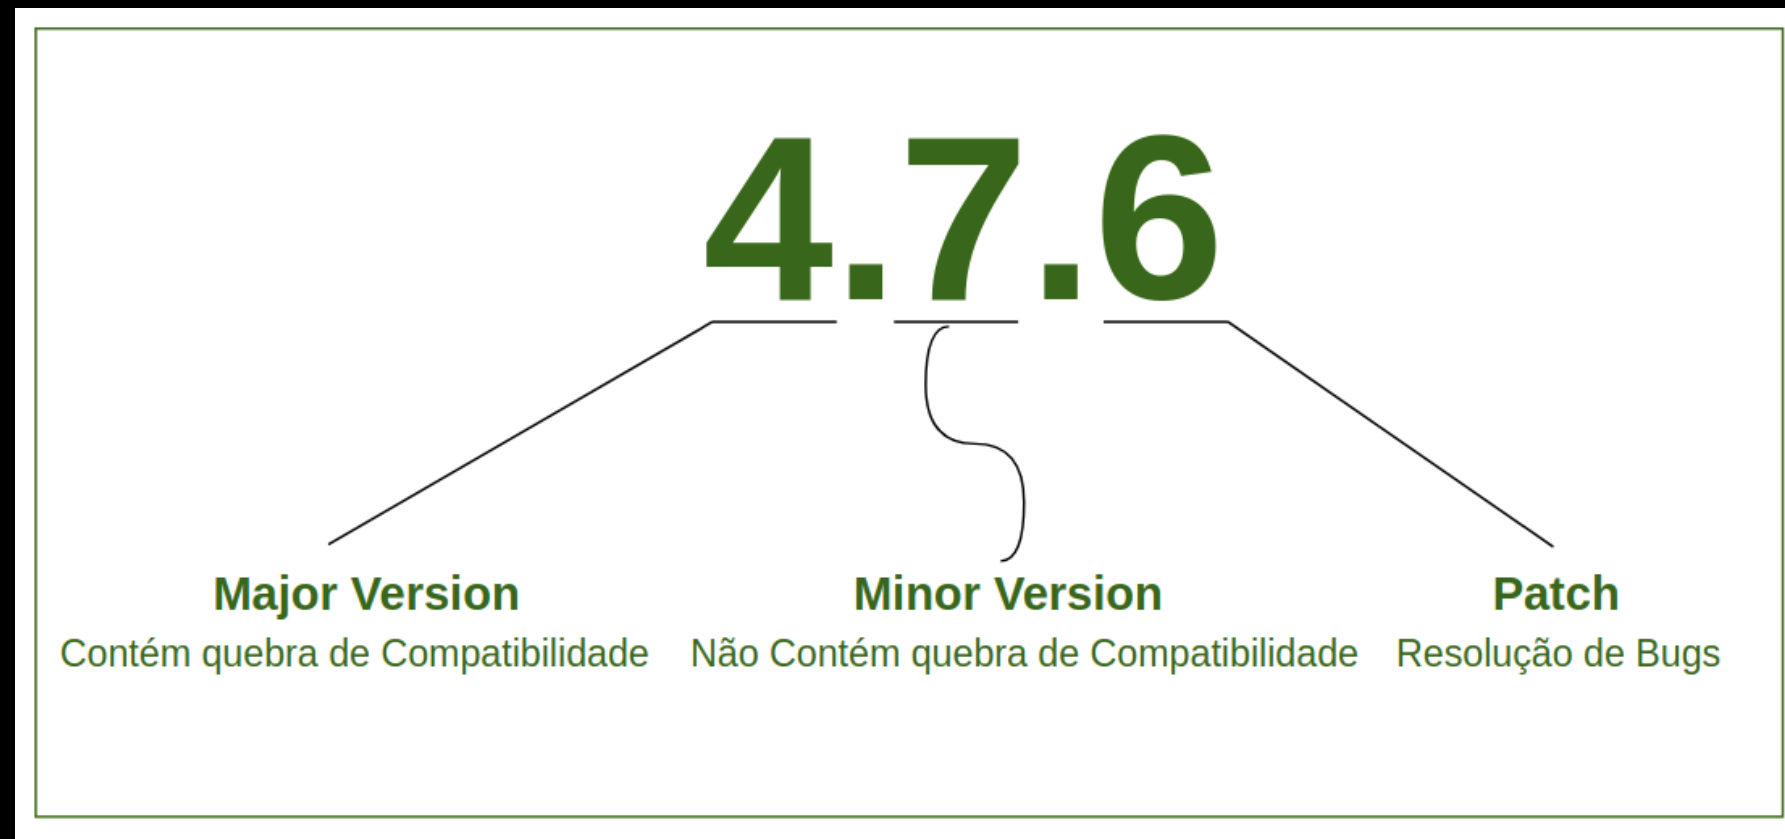 4.7.6
Major Version
Contém quebra de Compatibilidade
Minor Version
Não Contém quebra de Compatibilidade
Patch
Resolução de Bugs